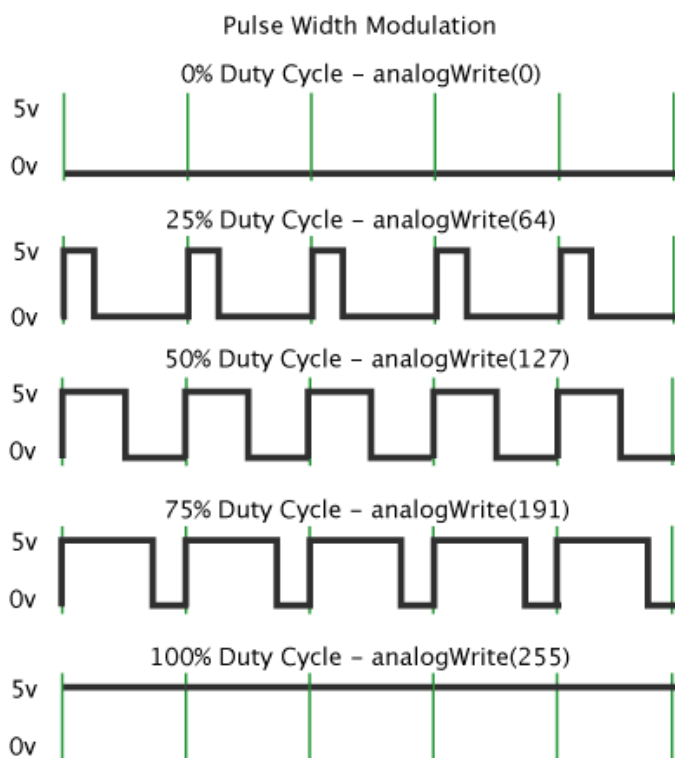 Pulse Width Modulation
0% Duty Cycle – analogWrite(0)
5v
0v
25% Duty Cycle – analogWrite(64)
5v
0v
50% Duty Cycle – analogWrite(127)
5v
0v
75% Duty Cycle – analogWrite(191)
5v
0v
100% Duty Cycle – analogWrite(255)
5v
0v